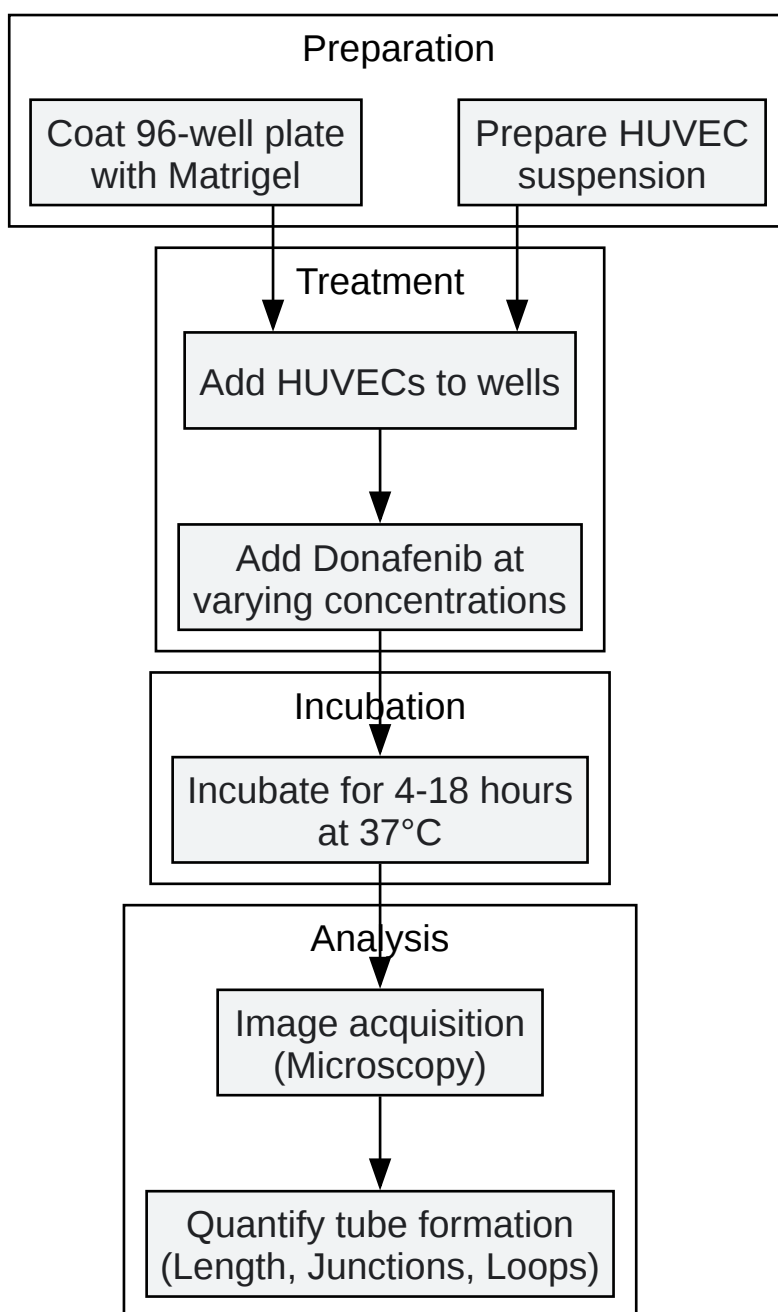 Preparation
Coat 96-well plate
with Matrigel
Prepare HUVEC
suspension
Treatment
Add HUVECs to wells
Add Donafenib at
varying concentrations
Incubation
Incubate for 4-18 hours
at 37°C
Analysis
Image acquisition
(Microscopy)
Quantify tube formation
(Length, Junctions, Loops)